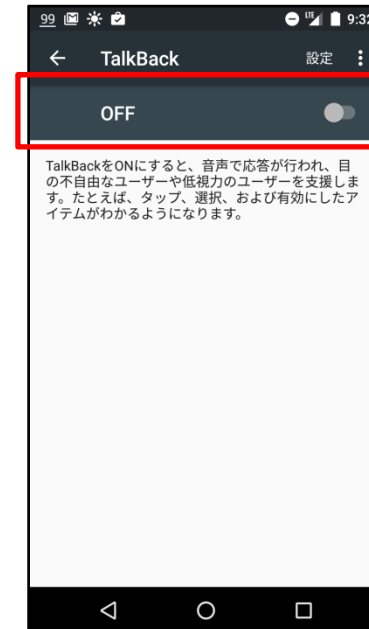 99 LTE 9:32
TalkBack 設定
OFF
TalkBackをONにすると、音声で応答が行われ、目
の不自由なユーザーや低視力のユーザーを支援しま
す。たとえば、タップ、選択、および有効にしたア
イテムがわかるようになります。